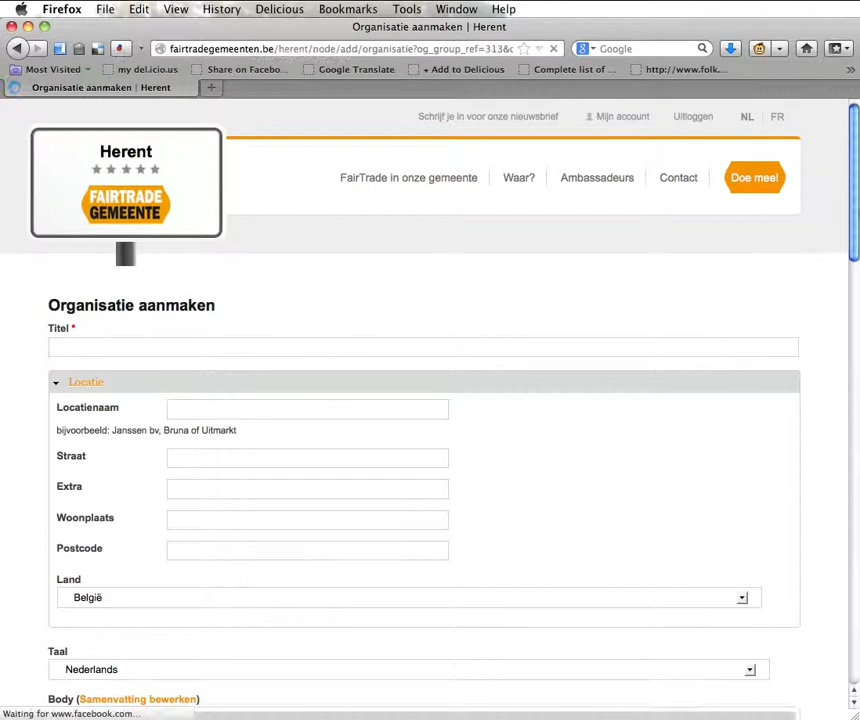 Firefox File Edit View History Delicious Bookmarks Tools Window Help
Organisatie aanmaken | Herent
fairtradegemeenten.be/herent/node/add/organisatie?og_group_ref=313&c Google
Most Visited my del.icio.us Share on Facebo... Google Translate + Add to Delicious Complete list of ... http://www.folk...
Organisatie aanmaken | Herent
Schrijf je in voor onze nieuwsbrief Mijn account Uitloggen NL FR
Herent
FAIRTRADE
GEMEENTE
FairTrade in onze gemeente Waar? Ambassadeurs Contact Doe mee!
Organisatie aanmaken
Titel *
Locatie
Locatienaam
bijvoorbeeld: Janssen bv, Bruna of Uitmarkt
Straat
Extra
Woonplaats
Postcode
Land
België
Taal
Nederlands
Body (Samenvatting bewerken)
Waiting for www.facebook.com...